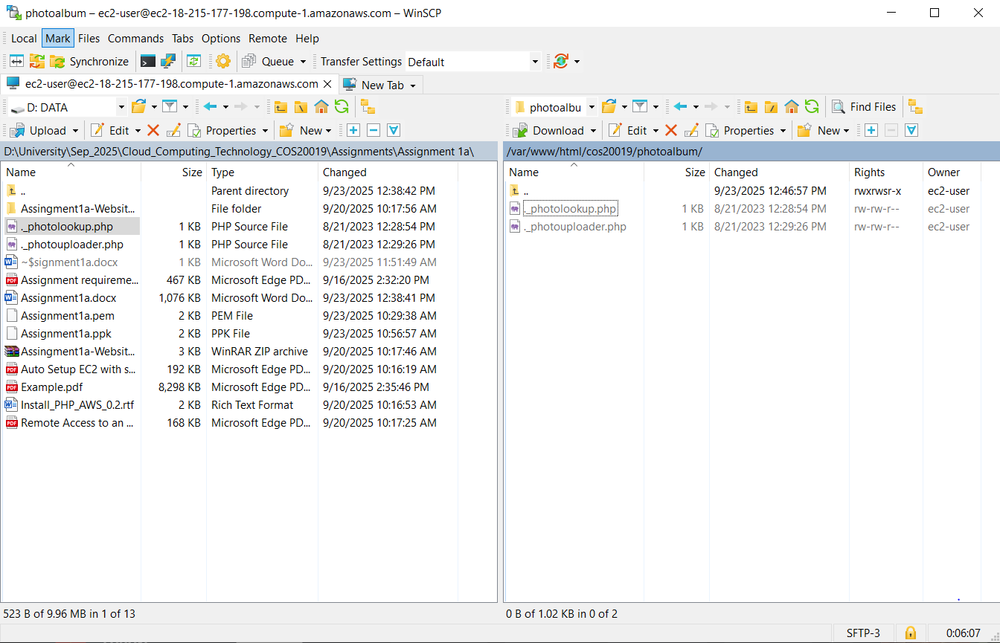 photoalbum – ec2-user@ec2-18-215-177-198.compute-1.amazonaws.com – WinSCP
Local Mark Files Commands Tabs Options Remote Help
Synchronize Queue Transfer Settings Default
ec2-user@ec2-18-215-177-198.compute-1.amazonaws.com New Tab
D: DATA
Upload Edit Properties New
D:\University\Sep_2025\Cloud_Computing_Technology_COS20019\Assignments\Assignment 1a\
Name Size Type Changed
.. Parent directory 9/23/2025 12:38:42 PM
Assingment1a-Websit... File folder 9/20/2025 10:17:56 AM
._photolookup.php 1 KB PHP Source File 8/21/2023 12:28:54 PM
._photouploader.php 1 KB PHP Source File 8/21/2023 12:29:26 PM
~$signment1a.docx 1 KB Microsoft Word Do... 9/23/2025 11:51:49 AM
Assignment requireme... 467 KB Microsoft Edge PD... 9/16/2025 2:32:20 PM
Assignment1a.docx 1,076 KB Microsoft Word Do... 9/23/2025 12:38:41 PM
Assignment1a.pem 2 KB PEM File 9/23/2025 10:29:38 AM
Assignment1a.ppk 2 KB PPK File 9/23/2025 10:56:57 AM
Assingment1a-Websit... 3 KB WinRAR ZIP archive 9/20/2025 10:17:46 AM
Auto Setup EC2 with s... 192 KB Microsoft Edge PD... 9/20/2025 10:16:19 AM
Example.pdf 8,298 KB Microsoft Edge PD... 9/16/2025 2:35:46 PM
Install_PHP_AWS_0.2.rtf 2 KB Rich Text Format 9/20/2025 10:16:53 AM
Remote Access to an ... 168 KB Microsoft Edge PD... 9/20/2025 10:17:25 AM
523 B of 9.96 MB in 1 of 13
photoalbu Find Files
Download Edit Properties New
/var/www/html/cos20019/photoalbum/
Name Size Changed Rights Owner
.. 9/23/2025 12:46:57 PM rwxrwsr-x ec2-user
._photolookup.php 1 KB 8/21/2023 12:28:54 PM rw-rw-r-- ec2-user
._photouploader.php 1 KB 8/21/2023 12:29:26 PM rw-rw-r-- ec2-user
0 B of 1.02 KB in 0 of 2
SFTP-3 0:06:07